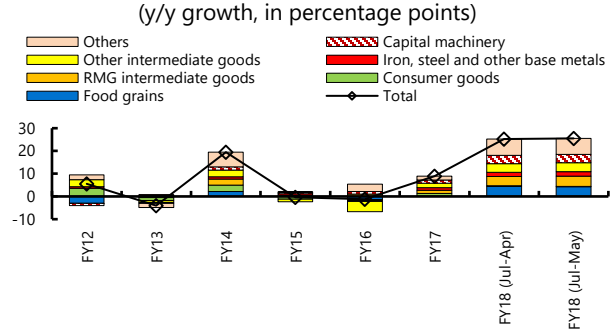 (y/y growth, in percentage points)
Others
Capital machinery
Other intermediate goods
Iron, steel and other base metals
RMG intermediate goods
Consumer goods
Food grains
Total
30
20
10
0
-10
FY12
FY13
FY14
FY15
FY16
FY17
FY18 (Jul-Apr)
FY18 (Jul-May)